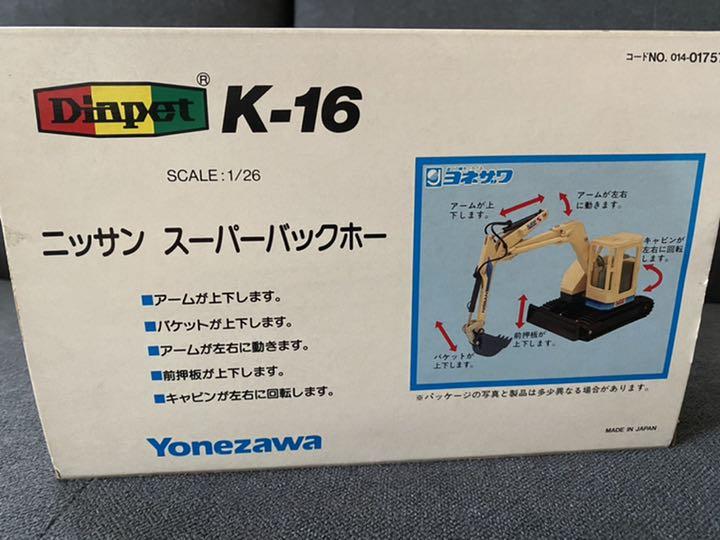 コードNO. 014-01757
Diapet® K-16
SCALE:1/26
ニッサン スーパーバックホー
■アームが上下します。
■バケットが上下します。
■アームが左右に動きます。
■前押板が上下します。
■キャビンが左右に回転します。
Yonezawa
ヨネザワ
アームが上
下します。
アームが左右
に動きます。
キャビンが
左右に回転
します。
前押板が
上下します。
バケットが
上下します。
※パッケージの写真と製品は多少異なる場合があります。
MADE IN JAPAN